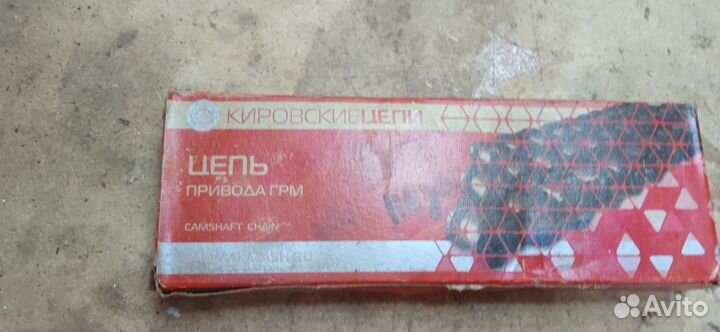 КИРОВСКИЕЦЕПИ
ЦЕПЬ
ПРИВОДА ГРМ
CAMSHAFT CHAIN
Avito